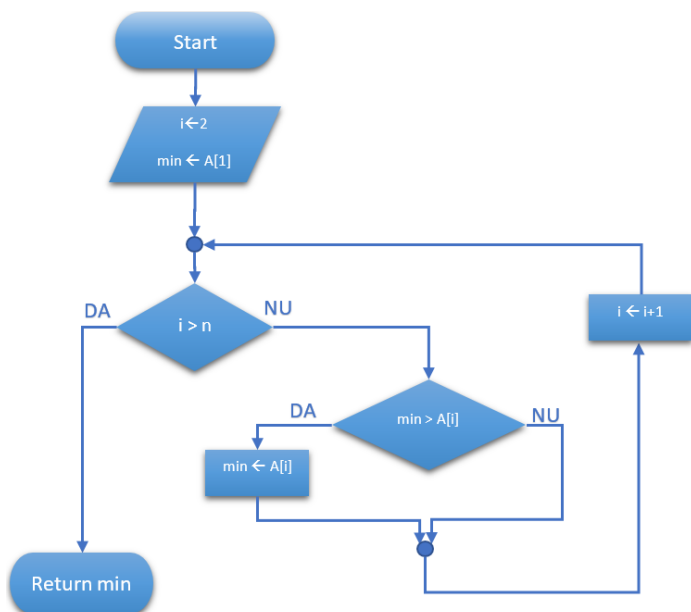 Start
i ← 2
min ← A[1]
DA
i > n
NU
i ← i+1
DA
min > A[i]
NU
min ← A[i]
Return min